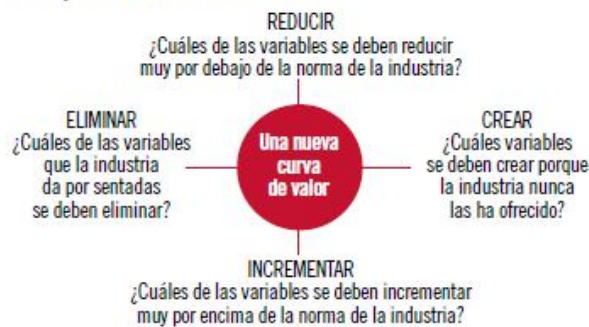 REDUCIR
¿Cuáles de las variables se deben reducir
muy por debajo de la norma de la industria?
ELIMINAR
¿Cuáles de las variables
que la industria
da por sentadas
se deben eliminar?
Una nueva
curva
de valor
CREAR
¿Cuáles variables
se deben crear porque
la industria nunca
las ha ofrecido?
INCREMENTAR
¿Cuáles de las variables se deben incrementar
muy por encima de la norma de la industria?